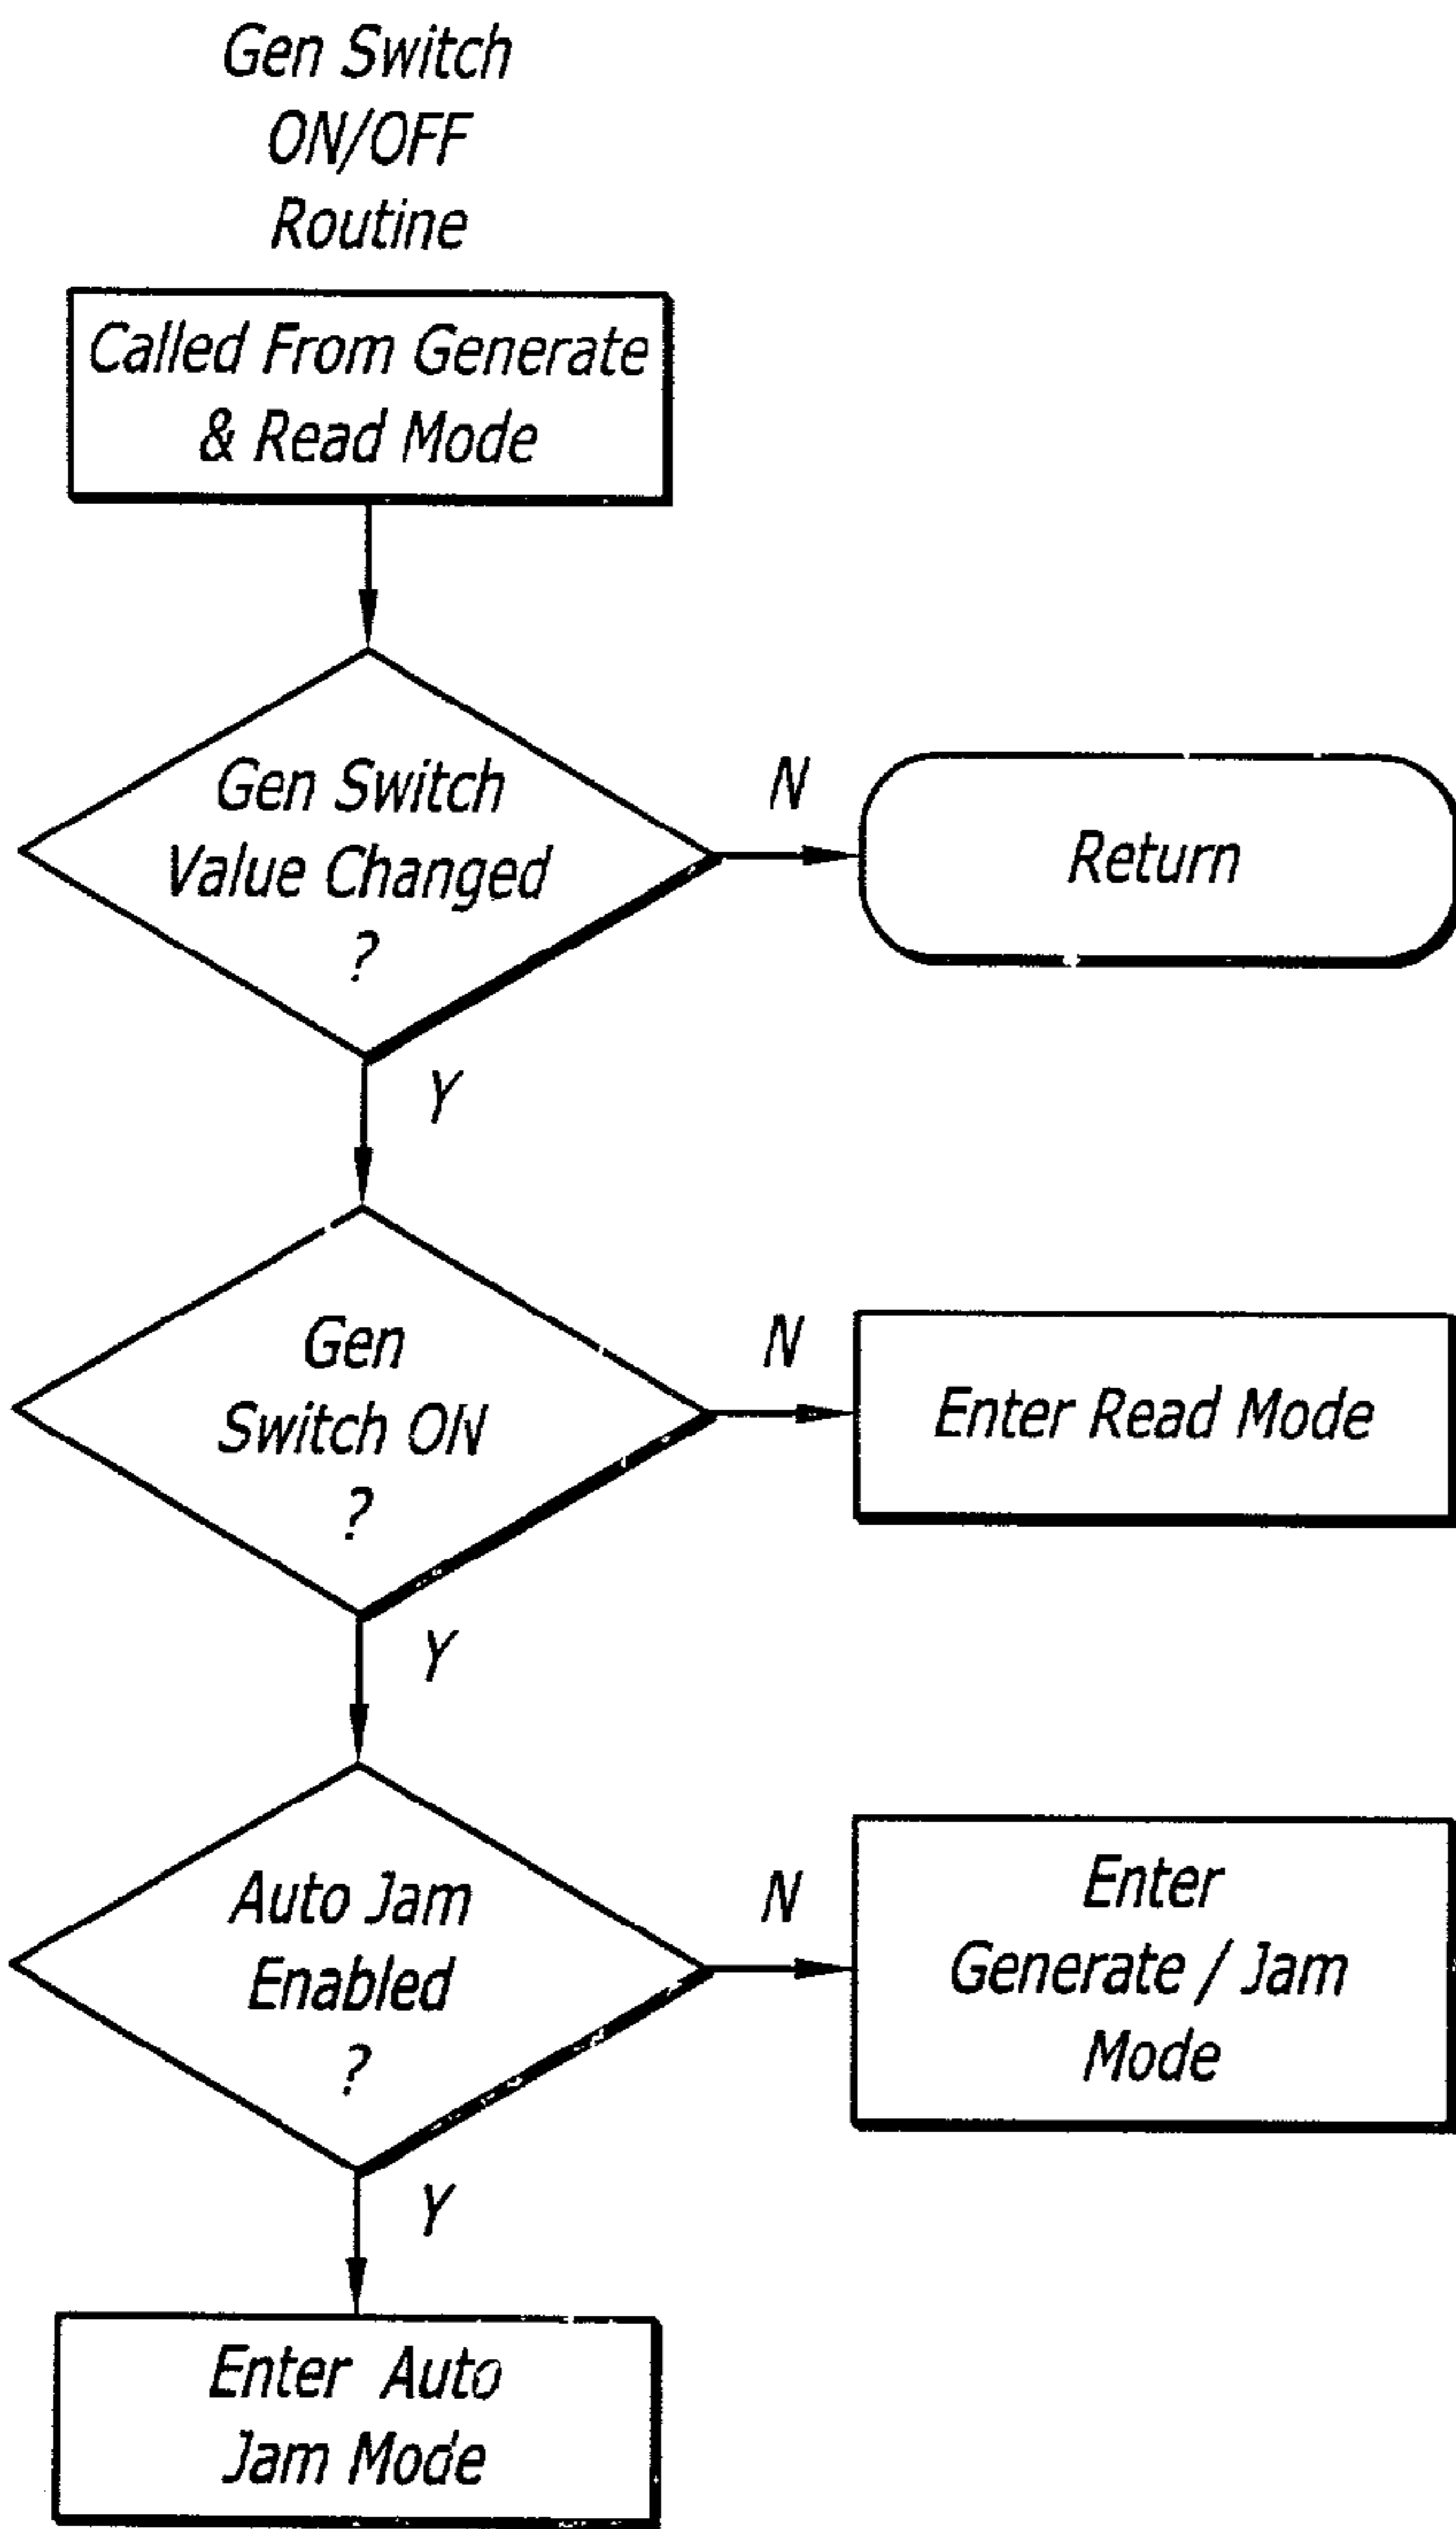 Gen Switch
ON/OFF
Routine
Called From Generate
& Read Mode
Gen Switch
Value Changed
?
N
Return
Y
Gen
Switch ON
?
N
Enter Read Mode
Y
Auto Jam
Enabled
?
N
Enter
Generate / Jam
Mode
Y
Enter Auto
Jam Mode